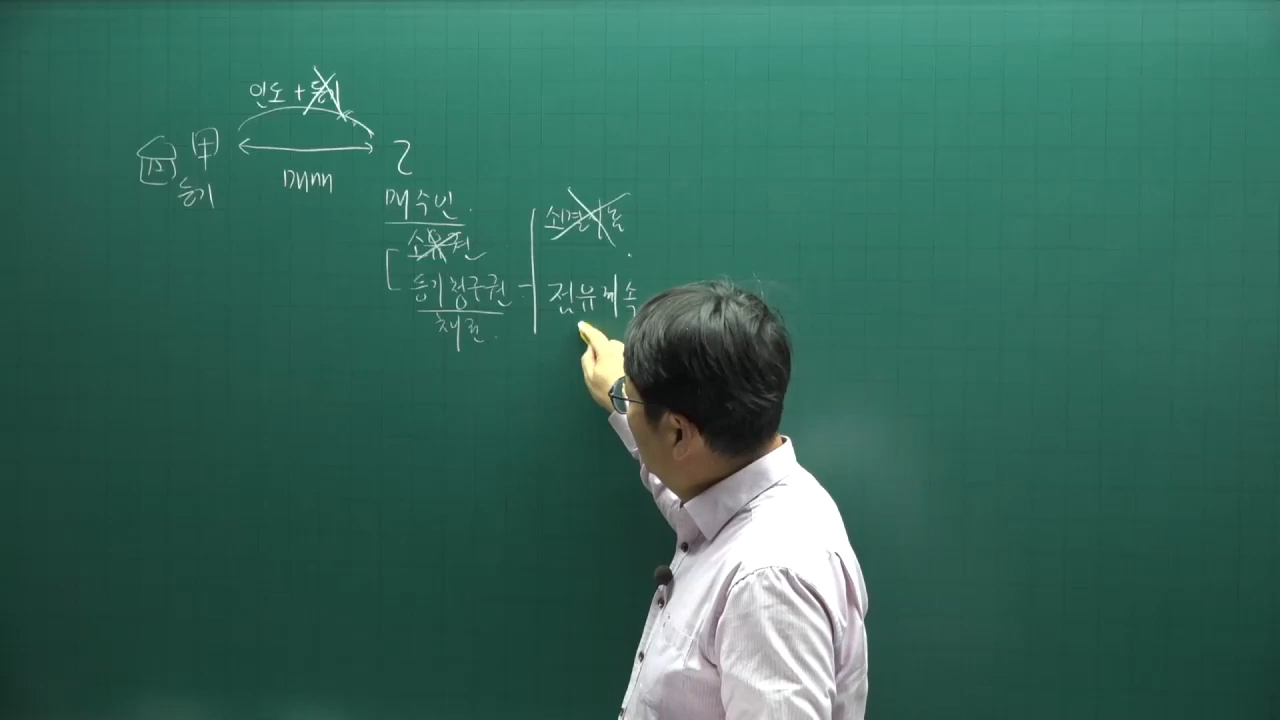 인도 + 등기
甲
등기
매매
乙
매수인
소유권
등기청구권
채권
소멸시효
점유계속